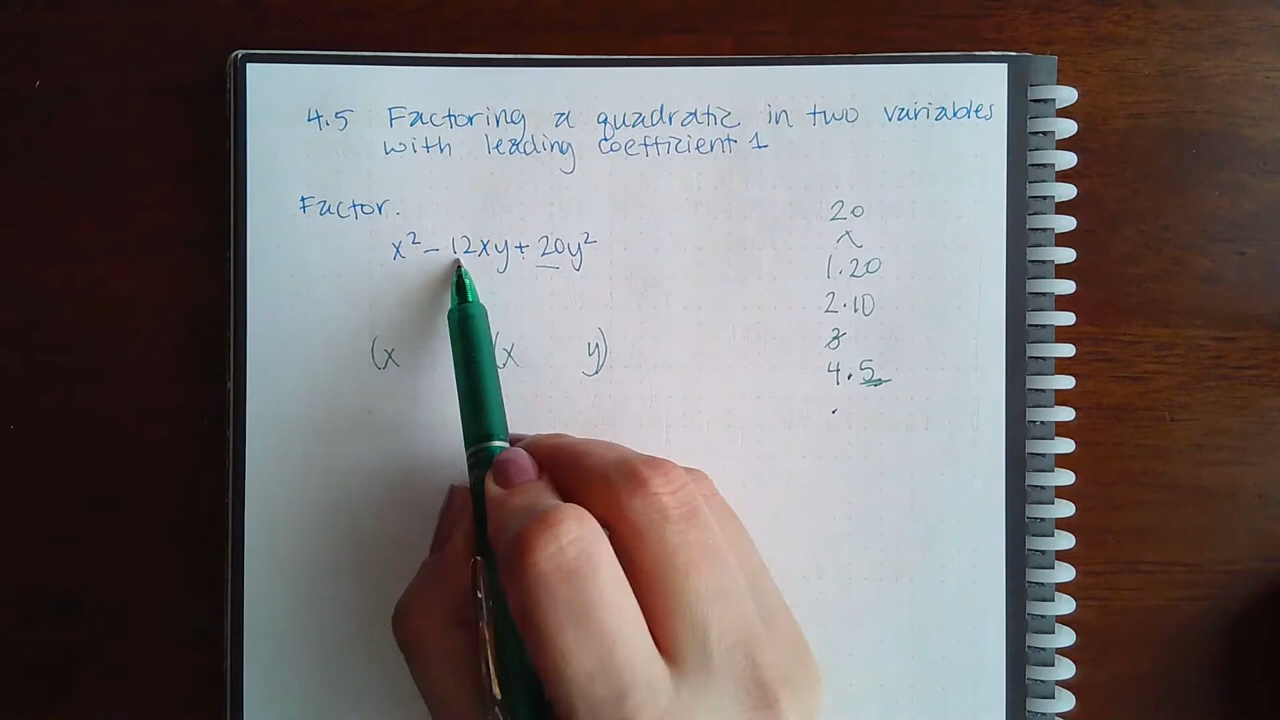 4.5 Factoring a quadratic in two variables
with leading coefficient 1
Factor.
x² - 12xy + 20y²
(x (x y)
20
1·20
2·10
3
4·5